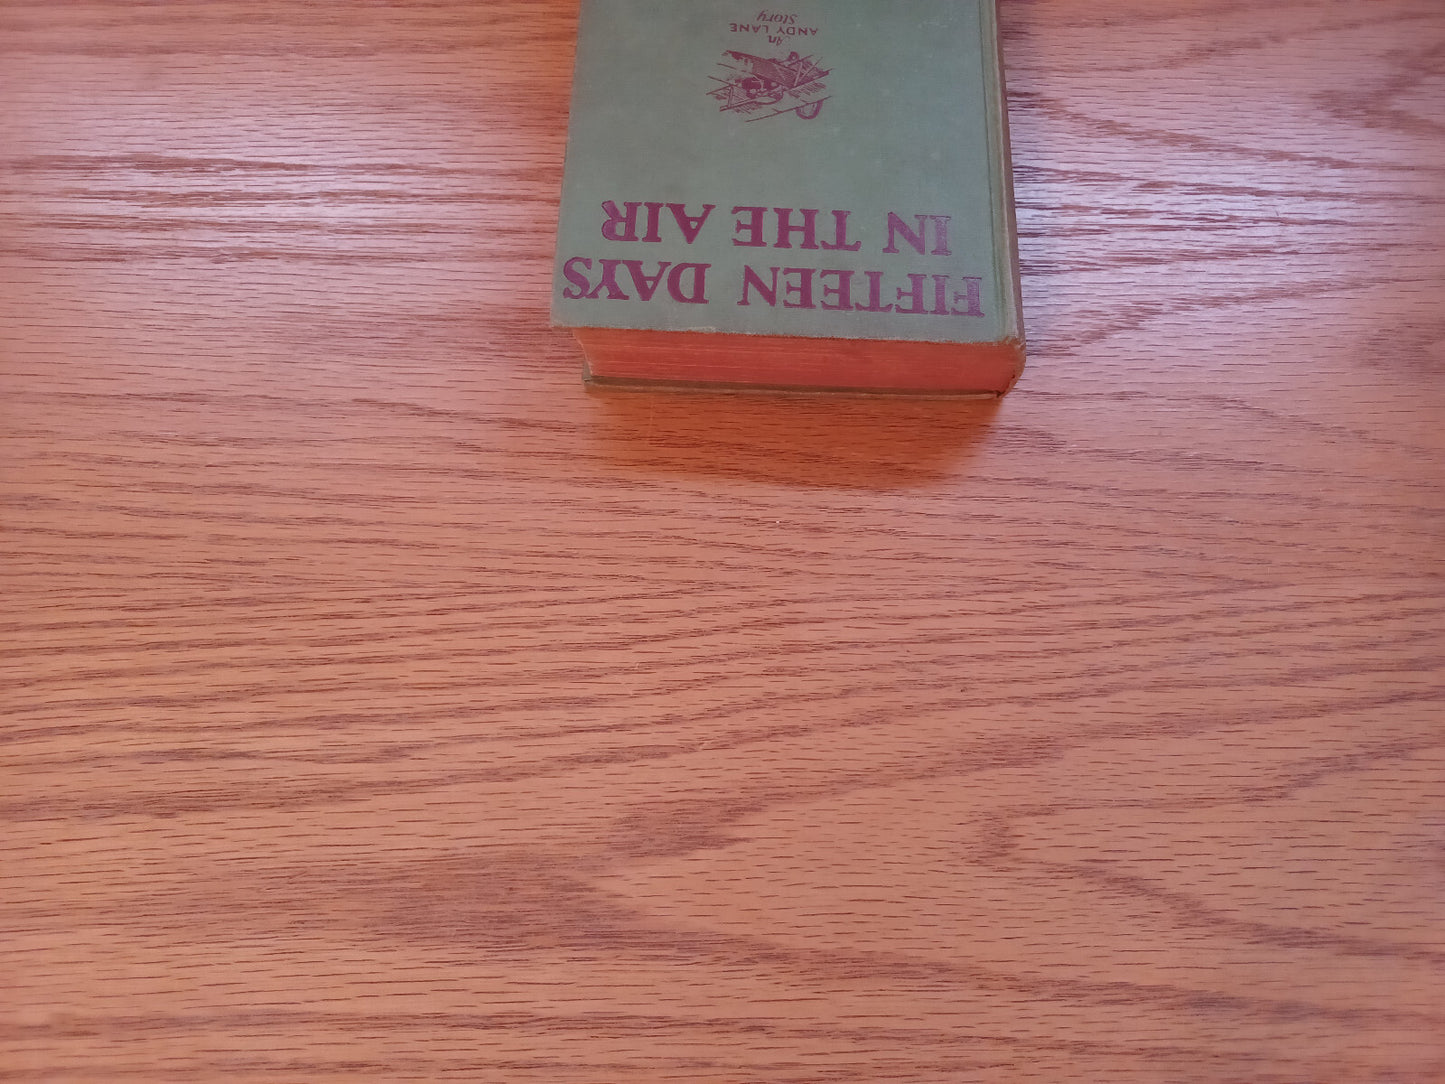 FIFTEEN DAYS
IN THE AIR
An
ANDY LANE
Story